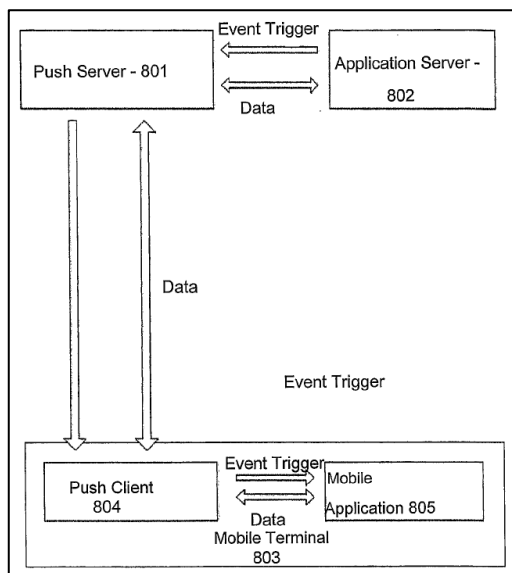 Event Trigger
Push Server - 801
Application Server -
802
Data
Data
Event Trigger
Event Trigger
Push Client
804
Mobile
Application 805
Data
Mobile Terminal
803